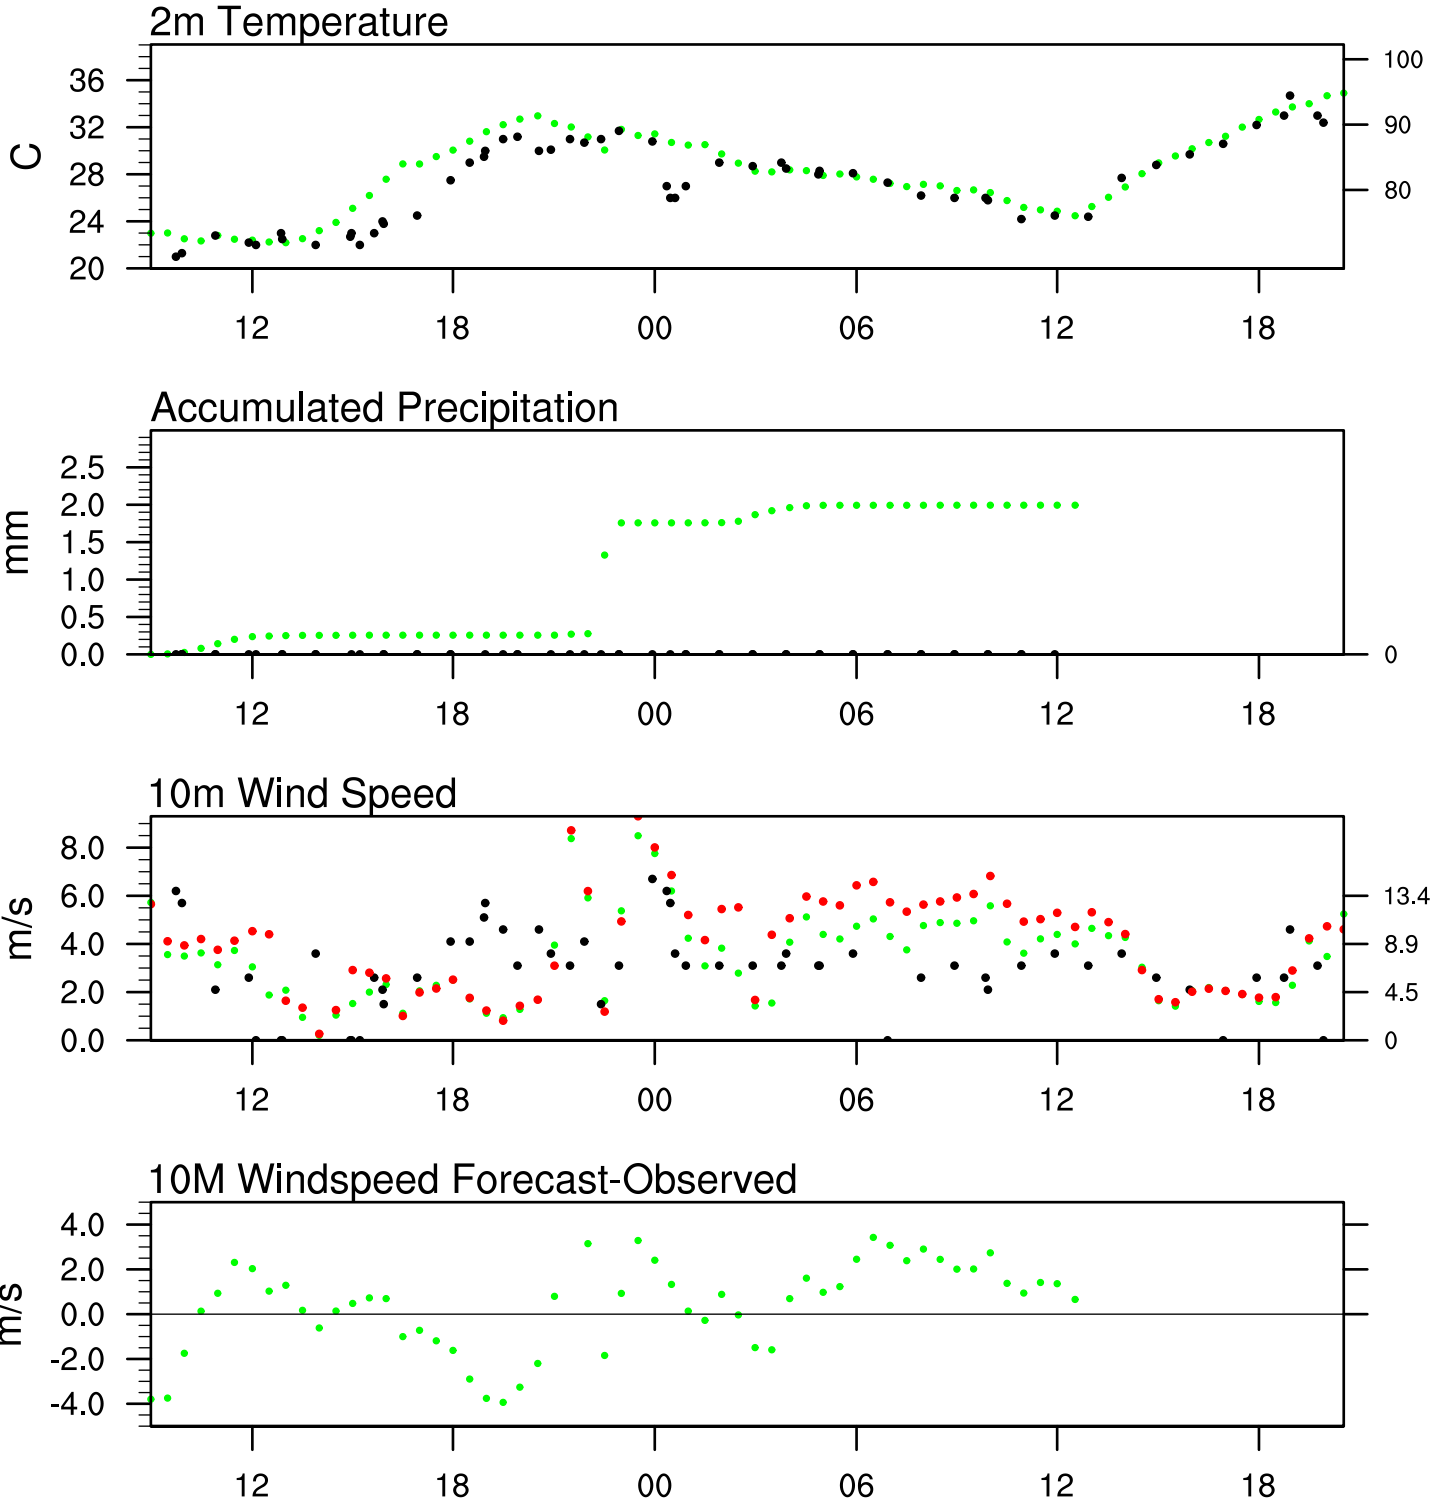 2m Temperature
C
36
32
28
24
20
100
90
80
12 18 00 06 12 18
Accumulated Precipitation
mm
2.5
2.0
1.5
1.0
0.5
0.0
0
12 18 00 06 12 18
10m Wind Speed
m/s
8.0
6.0
4.0
2.0
0.0
13.4
8.9
4.5
0
12 18 00 06 12 18
10M Windspeed Forecast-Observed
m/s
4.0
2.0
0.0
-2.0
-4.0
12 18 00 06 12 18